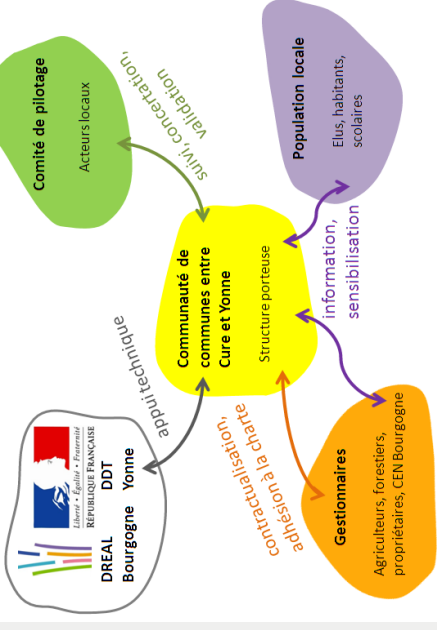 Liberté • Égalité • Fraternité
RÉPUBLIQUE FRANÇAISE
DREAL DDT
Bourgogne Yonne
appui technique
Comité de pilotage
Acteurs locaux
suivi, concertation,
validation
Communauté de
communes entre
Cure et Yonne
Structure porteuse
contractualisation,
adhésion à la charte
information,
sensibilisation
Gestionnaires
Agriculteurs, forestiers,
propriétaires, CEN Bourgogne
Population locale
Elus, habitants,
scolaires